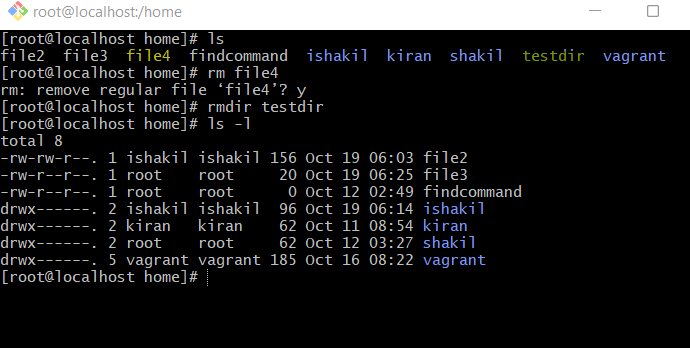 root@localhost:/home
[root@localhost home]# ls
file2  file3  file4  findcommand  ishakil  kiran  shakil  testdir  vagrant
[root@localhost home]# rm file4
rm: remove regular file ‘file4’? y
[root@localhost home]# rmdir testdir
[root@localhost home]# ls -l
total 8
-rw-rw-r--. 1 ishakil ishakil 156 Oct 19 06:03 file2
-rw-r--r--. 1 root    root     20 Oct 19 06:25 file3
-rw-r--r--. 1 root    root      0 Oct 12 02:49 findcommand
drwx------. 2 ishakil ishakil  96 Oct 19 06:14 ishakil
drwx------. 2 kiran   kiran    62 Oct 11 08:54 kiran
drwx------. 2 root    root     62 Oct 12 03:27 shakil
drwx------. 5 vagrant vagrant 185 Oct 16 08:22 vagrant
[root@localhost home]#